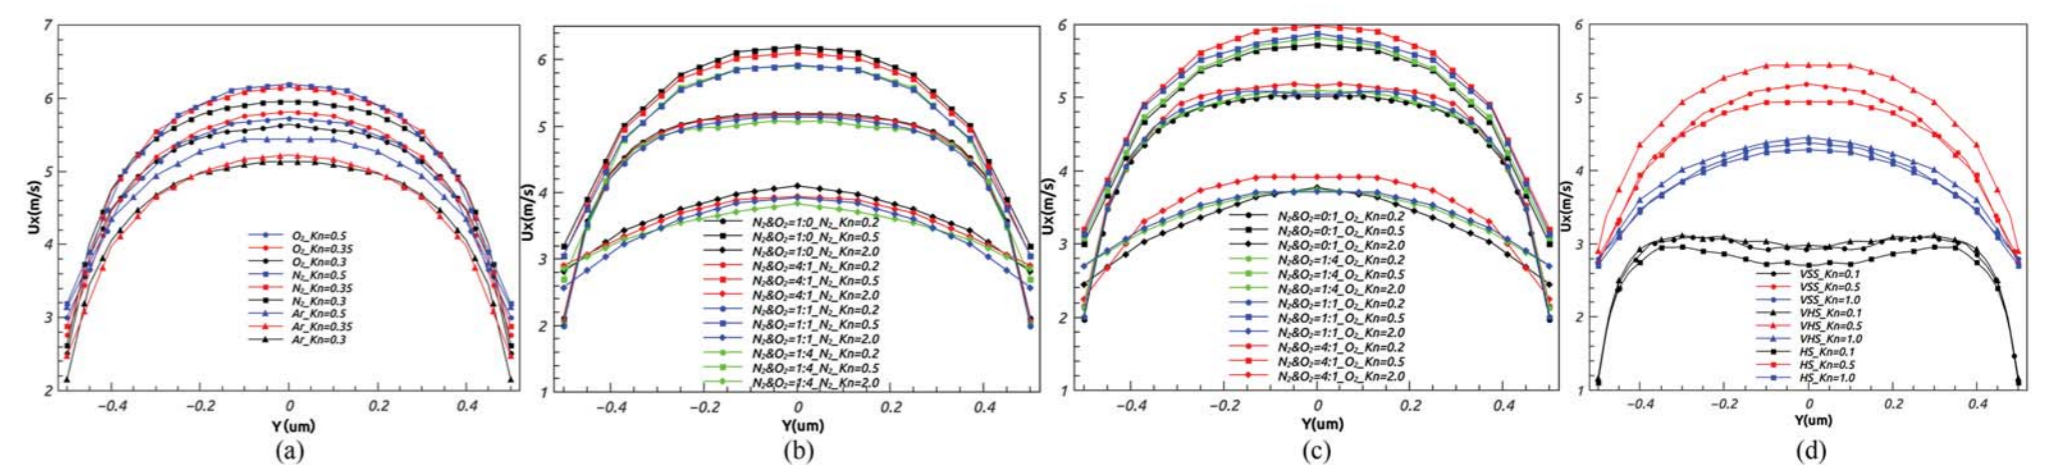 7
6
5
4
3
2
Ux(m/s)
O₂_Kn=0.5
O₂_Kn=0.35
O₂_Kn=0.3
N₂_Kn=0.5
N₂_Kn=0.35
N₂_Kn=0.3
Ar_Kn=0.5
Ar_Kn=0.35
Ar_Kn=0.3
−0.4 −0.2 0 0.2 0.4
Y(um)
(a)
6
5
4
3
2
1
Ux(m/s)
N₂&O₂=1:0_N₂_Kn=0.2
N₂&O₂=1:0_N₂_Kn=0.5
N₂&O₂=1:0_N₂_Kn=2.0
N₂&O₂=4:1_N₂_Kn=0.2
N₂&O₂=4:1_N₂_Kn=0.5
N₂&O₂=4:1_N₂_Kn=2.0
N₂&O₂=1:1_N₂_Kn=0.2
N₂&O₂=1:1_N₂_Kn=0.5
N₂&O₂=1:1_N₂_Kn=2.0
N₂&O₂=1:4_N₂_Kn=0.2
N₂&O₂=1:4_N₂_Kn=0.5
N₂&O₂=1:4_N₂_Kn=2.0
−0.4 −0.2 0 0.2 0.4
Y(um)
(b)
6
5
4
3
2
1
Ux(m/s)
N₂&O₂=0:1_O₂_Kn=0.2
N₂&O₂=0:1_O₂_Kn=0.5
N₂&O₂=0:1_O₂_Kn=2.0
N₂&O₂=1:4_O₂_Kn=0.2
N₂&O₂=1:4_O₂_Kn=0.5
N₂&O₂=1:4_O₂_Kn=2.0
N₂&O₂=1:1_O₂_Kn=0.2
N₂&O₂=1:1_O₂_Kn=0.5
N₂&O₂=1:1_O₂_Kn=2.0
N₂&O₂=4:1_O₂_Kn=0.2
N₂&O₂=4:1_O₂_Kn=0.5
N₂&O₂=4:1_O₂_Kn=2.0
−0.4 −0.2 0 0.2 0.4
Y(um)
(c)
6
5
4
3
2
1
Ux(m/s)
VSS_Kn=0.1
VSS_Kn=0.5
VSS_Kn=1.0
VHS_Kn=0.1
VHS_Kn=0.5
VHS_Kn=1.0
HS_Kn=0.1
HS_Kn=0.5
HS_Kn=1.0
−0.4 −0.2 0 0.2 0.4
Y(um)
(d)